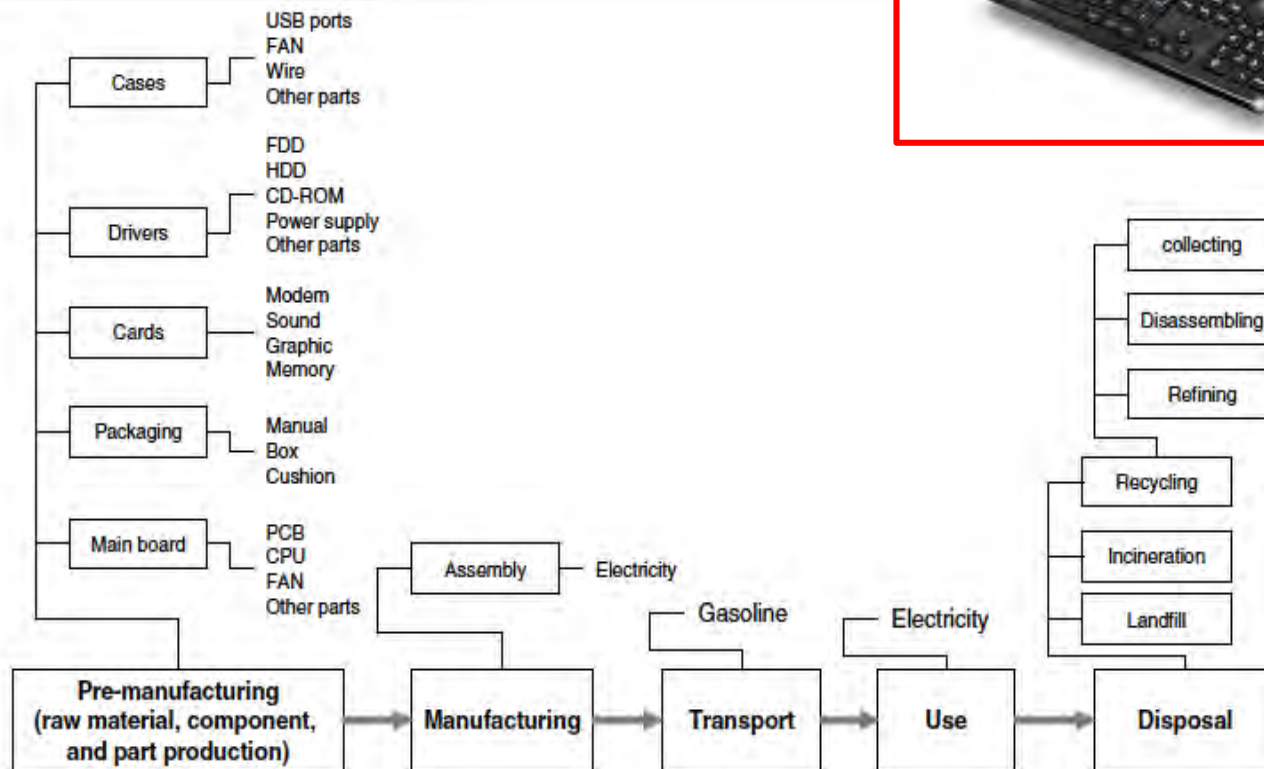 USB ports
FAN
Wire
Other parts
Cases
FDD
HDD
CD-ROM
Power supply
Other parts
Drivers
Modem
Sound
Graphic
Memory
Cards
Manual
Box
Cushion
Packaging
PCB
CPU
FAN
Other parts
Main board
Assembly
Electricity
Gasoline
Electricity
collecting
Disassembling
Refining
Recycling
Incineration
Landfill
Pre-manufacturing
(raw material, component,
and part production)
Manufacturing
Transport
Use
Disposal